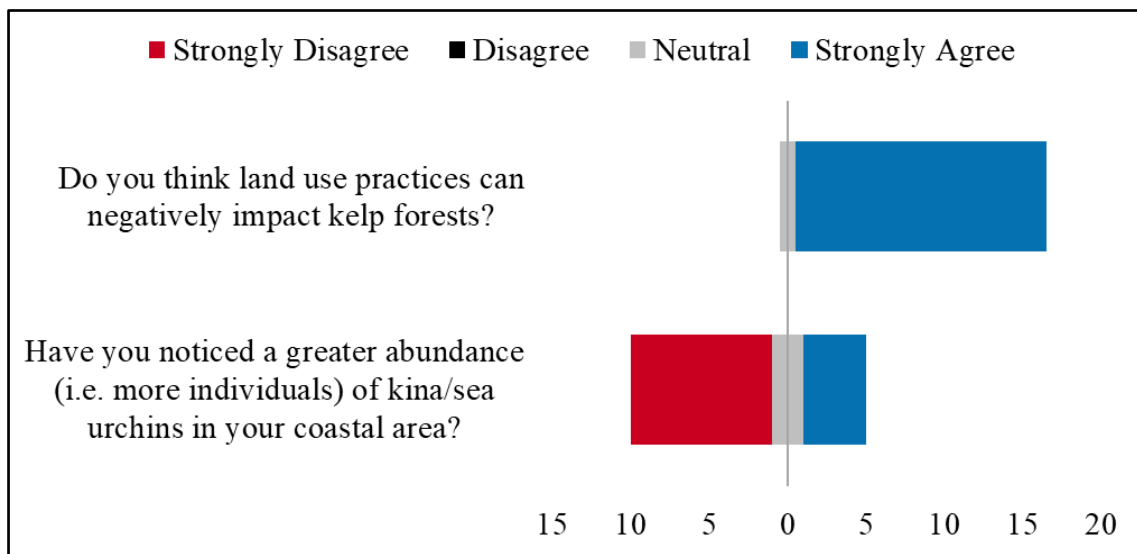 Strongly Disagree Disagree Neutral Strongly Agree
Do you think land use practices can
negatively impact kelp forests?
Have you noticed a greater abundance
(i.e. more individuals) of kina/sea
urchins in your coastal area?
15 10 5 0 5 10 15 20